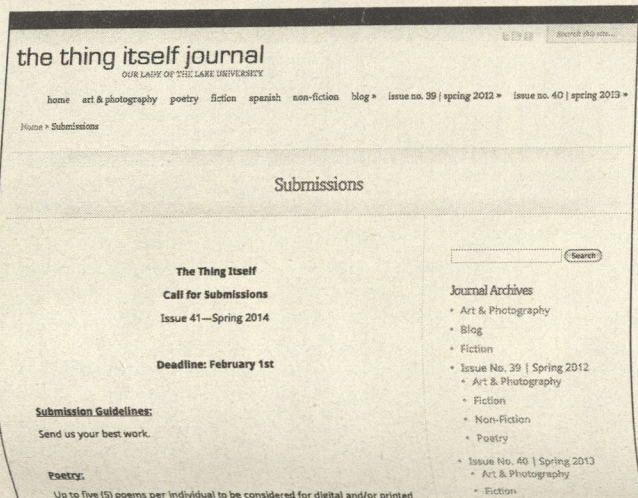 Search this site...
the thing itself journal
OUR LADY OF THE LAKE UNIVERSITY
home art & photography poetry fiction spanish non-fiction blog » issue no. 39 | spring 2012 » issue no. 40 | spring 2013 »
Home > Submissions
Submissions
The Thing Itself
Call for Submissions
Issue 41—Spring 2014
Deadline: February 1st
Submission Guidelines:
Send us your best work.
Poetry:
Up to five (5) poems per individual to be considered for digital and/or printed
Search
Journal Archives
• Art & Photography
• Blog
• Fiction
• Issue No. 39 | Spring 2012
• Art & Photography
• Fiction
• Non-Fiction
• Poetry
• Issue No. 40 | Spring 2013
• Art & Photography
• Fiction